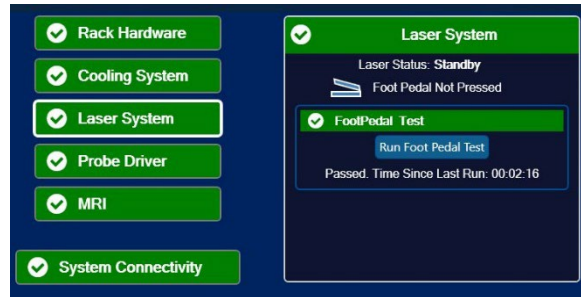 Rack Hardware
Cooling System
Laser System
Probe Driver
MRI
System Connectivity
Laser System
Laser Status: Standby
Foot Pedal Not Pressed
FootPedal Test
Run Foot Pedal Test
Passed. Time Since Last Run: 00:02:16